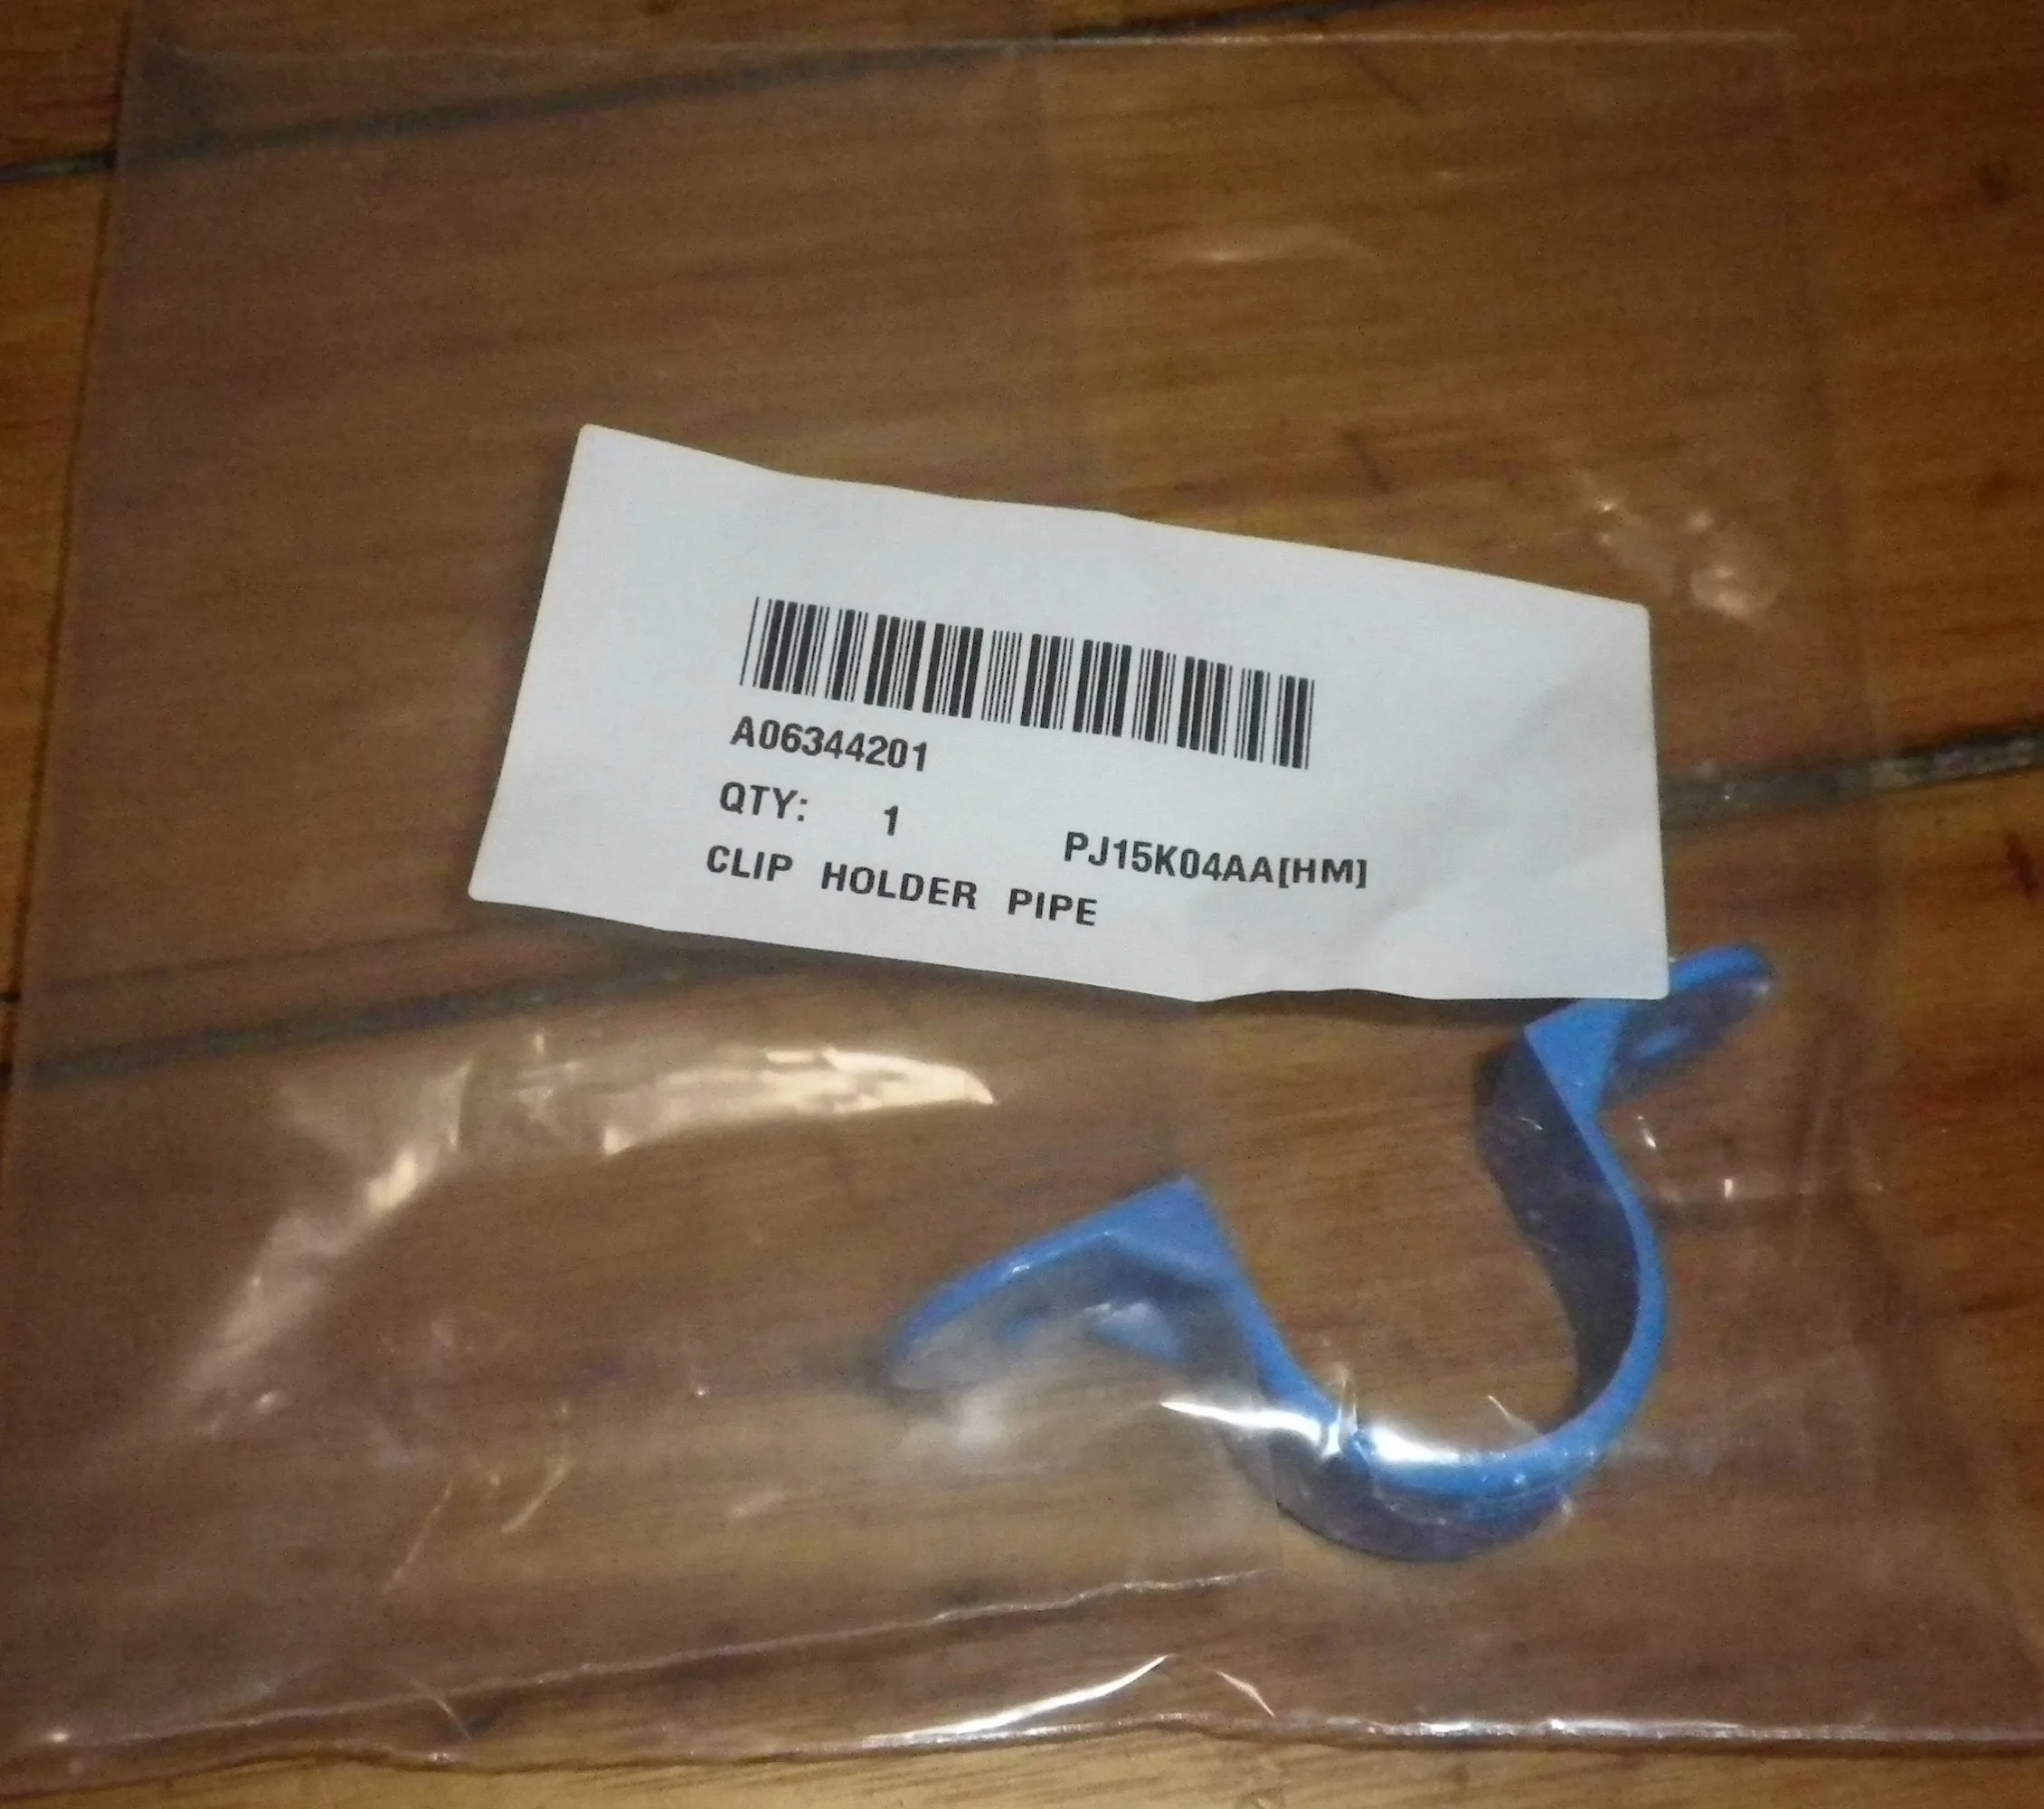 A06344201
QTY: 1 PJ15K04AA[HM]
CLIP HOLDER PIPE